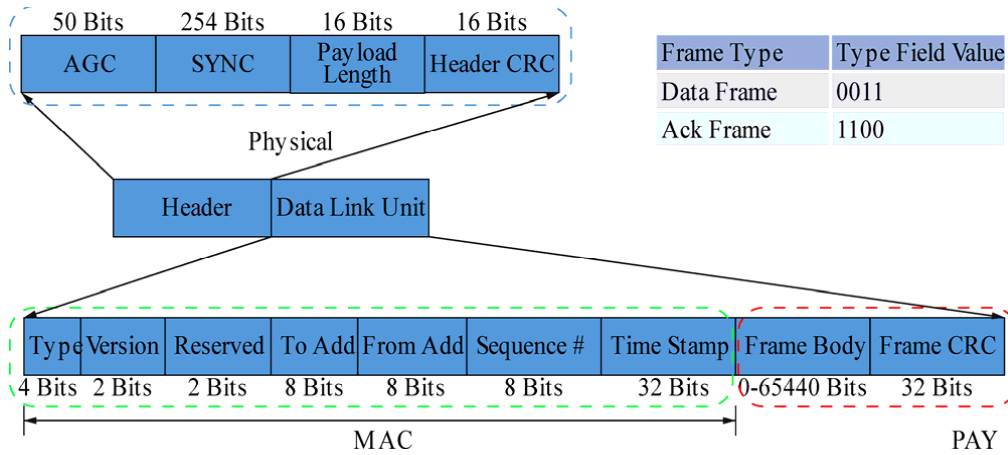 50 Bits 254 Bits 16 Bits 16 Bits
AGC SYNC Payload Length Header CRC
Frame Type Type Field Value
Data Frame 0011
Ack Frame 1100
Physical
Header Data Link Unit
Type Version Reserved To Add From Add Sequence # Time Stamp Frame Body Frame CRC
4 Bits 2 Bits 2 Bits 8 Bits 8 Bits 8 Bits 32 Bits 0-65440 Bits 32 Bits
MAC PAY